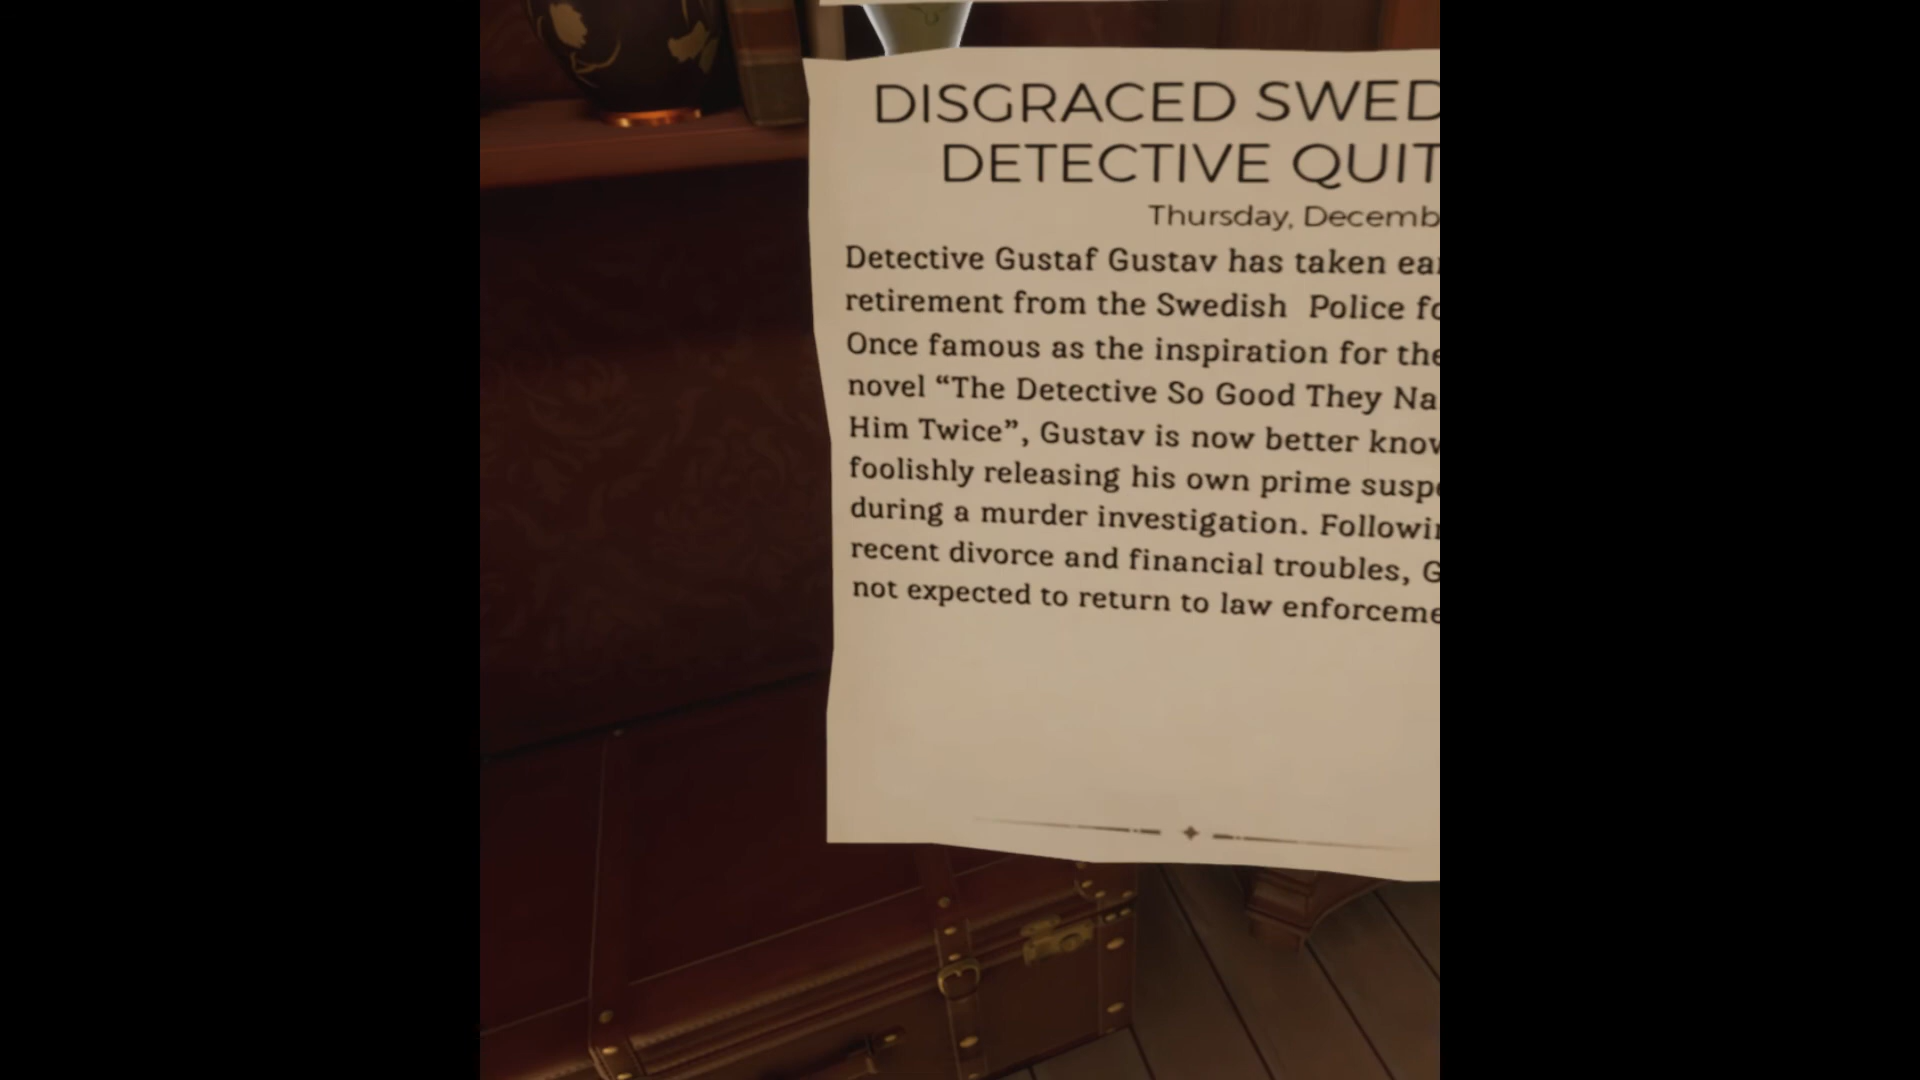 DISGRACED SWED
DETECTIVE QUIT
Thursday, Decemb
Detective Gustaf Gustav has taken ear
retirement from the Swedish Police fo
Once famous as the inspiration for the
novel “The Detective So Good They Na
Him Twice”, Gustav is now better know
foolishly releasing his own prime suspe
during a murder investigation. Followin
recent divorce and financial troubles, G
not expected to return to law enforceme